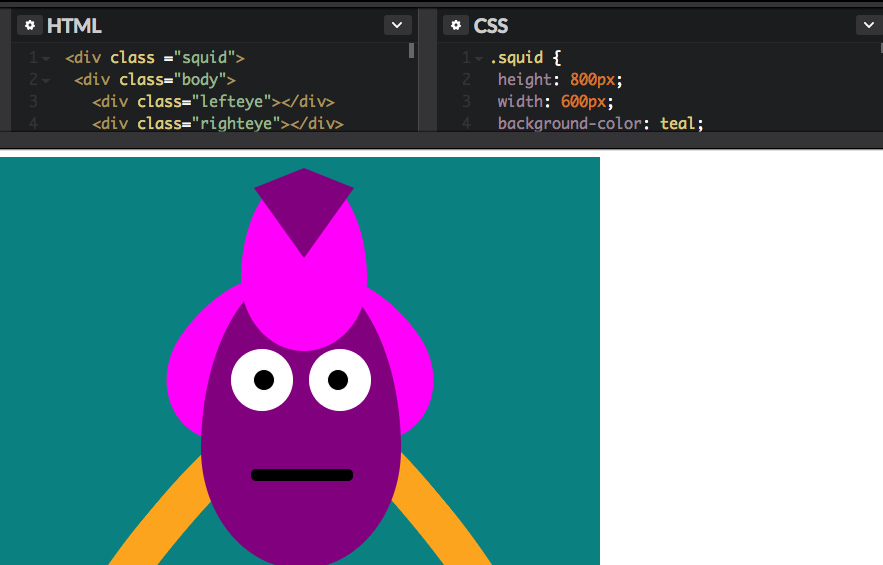 HTML
1 <div class ="squid">
2 <div class="body">
3 <div class="lefteye"></div>
4 <div class="righteye"></div>
CSS
1 .squid {
2 height: 800px;
3 width: 600px;
4 background-color: teal;